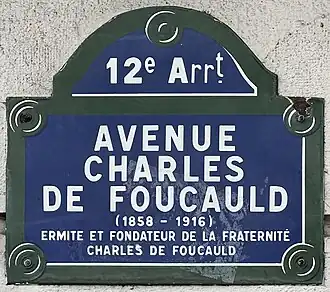 12e Arrt
AVENUE
CHARLES
DE FOUCAULD
(1858 - 1916)
ERMITE ET FONDATEUR DE LA FRATERNITÉ
CHARLES DE FOUCAULD